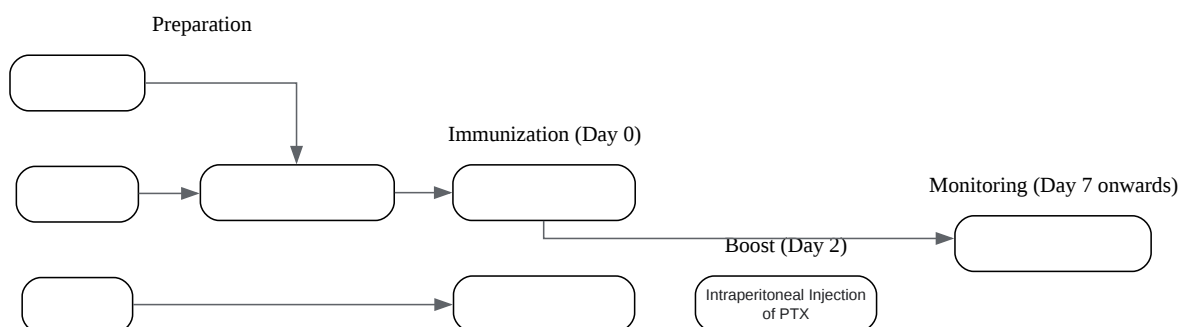 Preparation
Immunization (Day 0)
Monitoring (Day 7 onwards)
Boost (Day 2)
Intraperitoneal Injection
of PTX